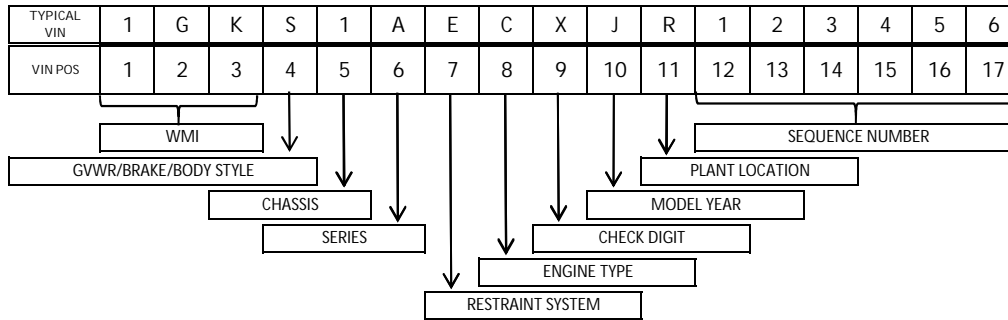 TYPICAL VIN 1 G K S 1 A E C X J R 1 2 3 4 5 6
VIN POS 1 2 3 4 5 6 7 8 9 10 11 12 13 14 15 16 17
WMI SEQUENCE NUMBER
GVWR/BRAKE/BODY STYLE PLANT LOCATION
CHASSIS MODEL YEAR
SERIES CHECK DIGIT
ENGINE TYPE
RESTRAINT SYSTEM